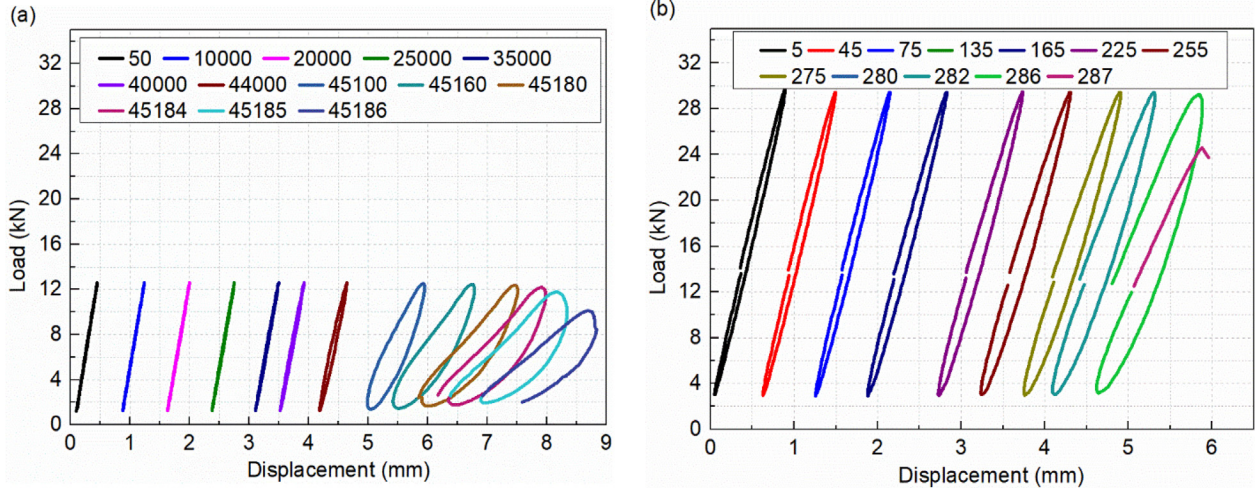 (a)
50 10000 20000 25000 35000
40000 44000 45100 45160 45180
45184 45185 45186
32
28
24
20
16
12
8
4
0
Load (kN)
0 1 2 3 4 5 6 7 8 9
Displacement (mm)
(b)
5 45 75 135 165 225 255
275 280 282 286 287
32
28
24
20
16
12
8
4
0
Load (kN)
0 1 2 3 4 5 6
Displacement (mm)